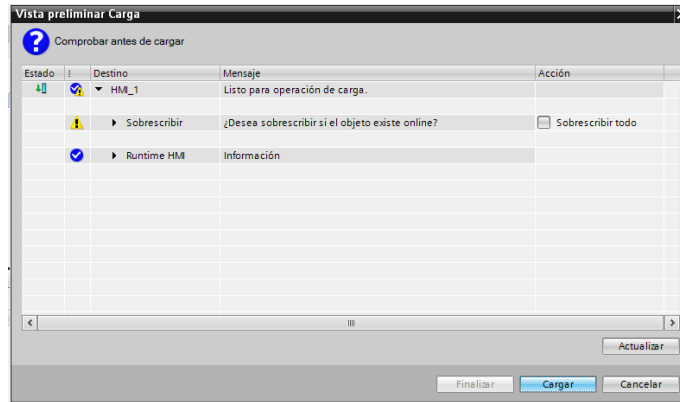 Vista preliminar Carga
Comprobar antes de cargar
Estado ! Destino Mensaje Acción
HMI_1 Listo para operación de carga.
Sobrescribir ¿Desea sobrescribir si el objeto existe online? Sobrescribir todo
Runtime HMI Información
Actualizar
Finalizar Cargar Cancelar